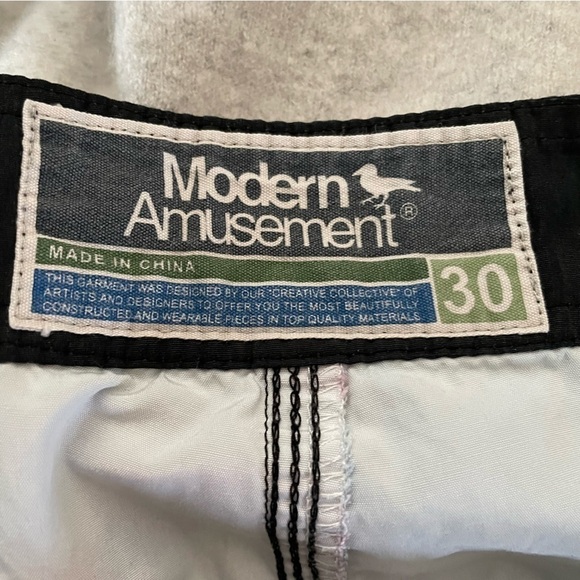 Modern
Amusement®
MADE IN CHINA
THIS GARMENT WAS DESIGNED BY OUR "CREATIVE COLLECTIVE" OF
ARTISTS AND DESIGNERS TO OFFER YOU THE MOST BEAUTIFULLY
CONSTRUCTED AND WEARABLE PIECES IN TOP QUALITY MATERIALS
30